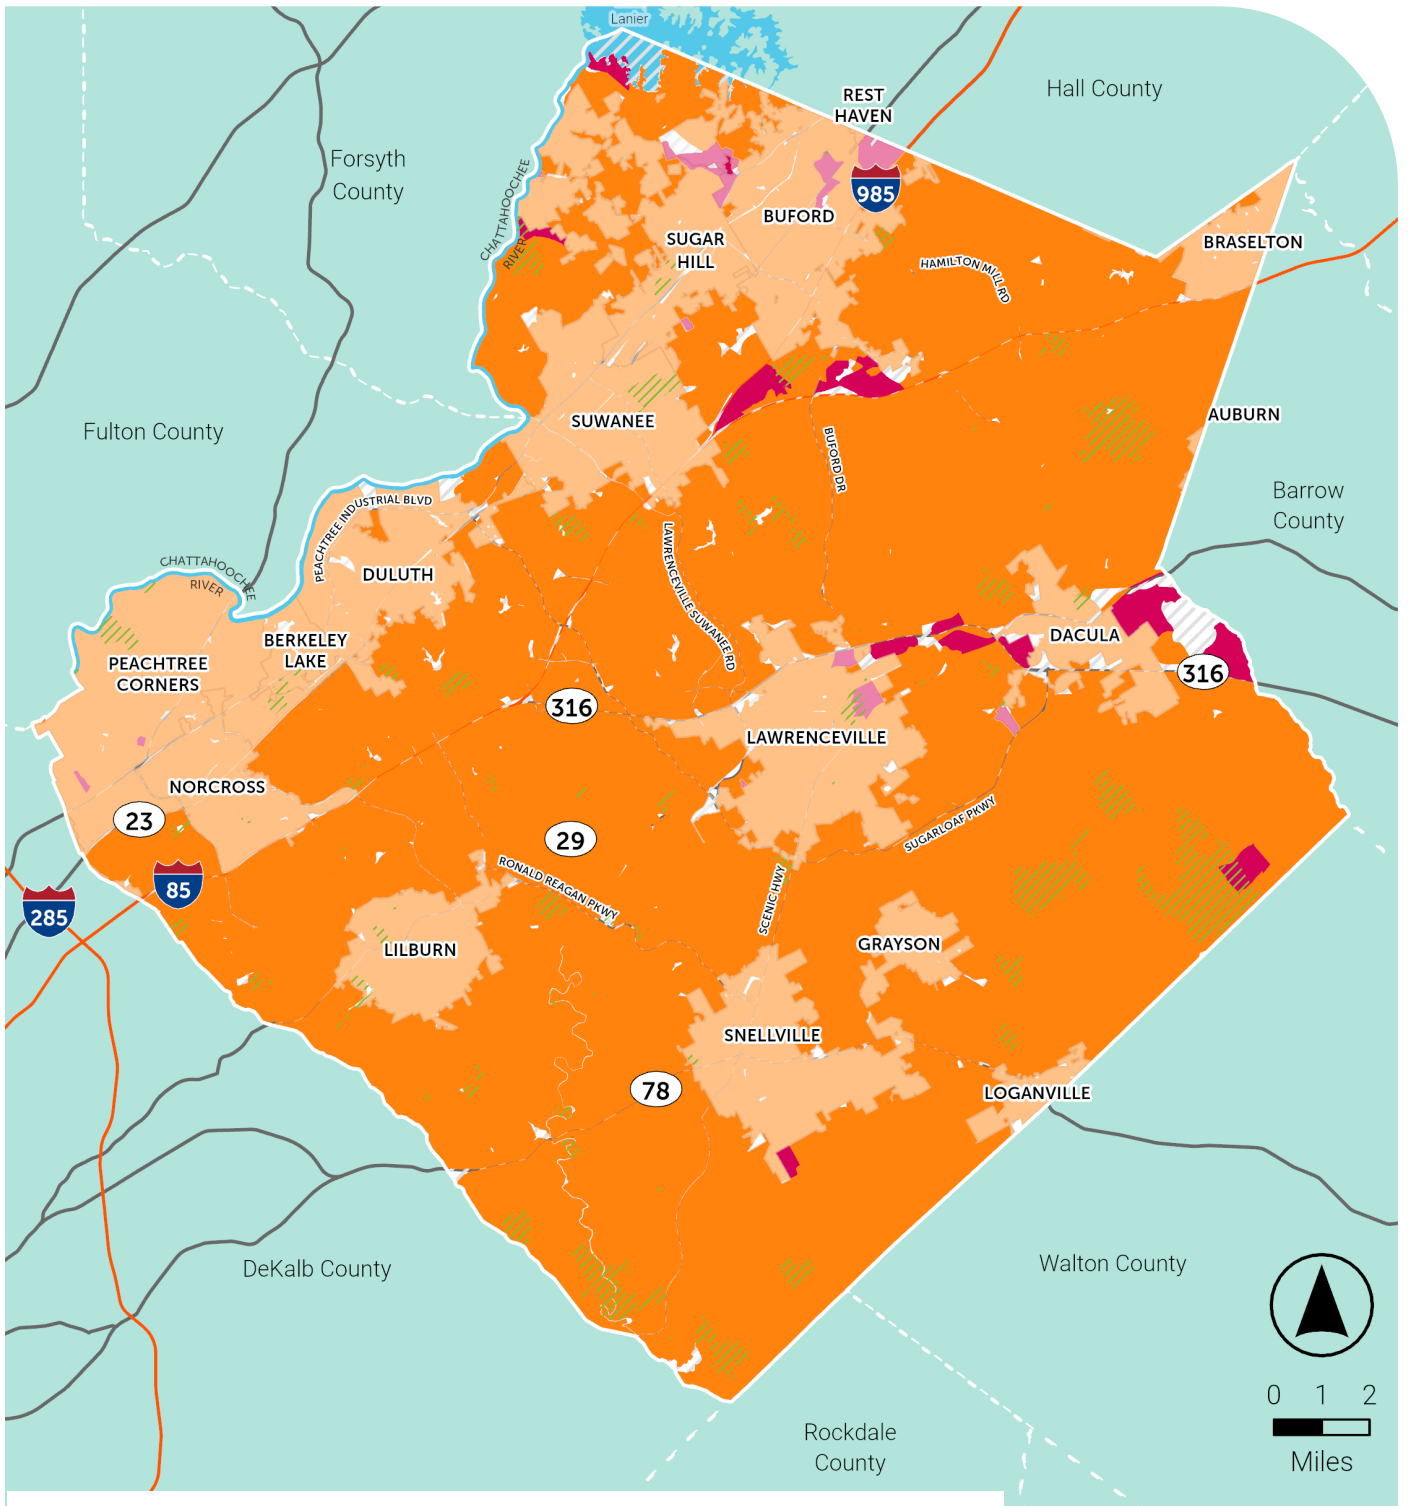 Lanier
REST
HAVEN
Hall County
Forsyth
County
CHATTAHOOCHEE
RIVER
985
BUFORD
SUGAR
HILL
BRASELTON
HAMILTON MILL RD
Fulton County
SUWANEE
AUBURN
BUFORD DR
Barrow
County
PEACHTREE INDUSTRIAL BLVD
LAWRENCEVILLE SUWANEE RD
CHATTAHOOCHEE
RIVER
DULUTH
BERKELEY
LAKE
DACULA
PEACHTREE
CORNERS
316
316
LAWRENCEVILLE
NORCROSS
23
29
SUGARLOAF PKWY
85
285
RONALD REAGAN PKWY
SCENIC HWY
LILBURN
GRAYSON
SNELLVILLE
78
LOGANVILLE
DeKalb County
Walton County
0 1 2
Miles
Rockdale
County